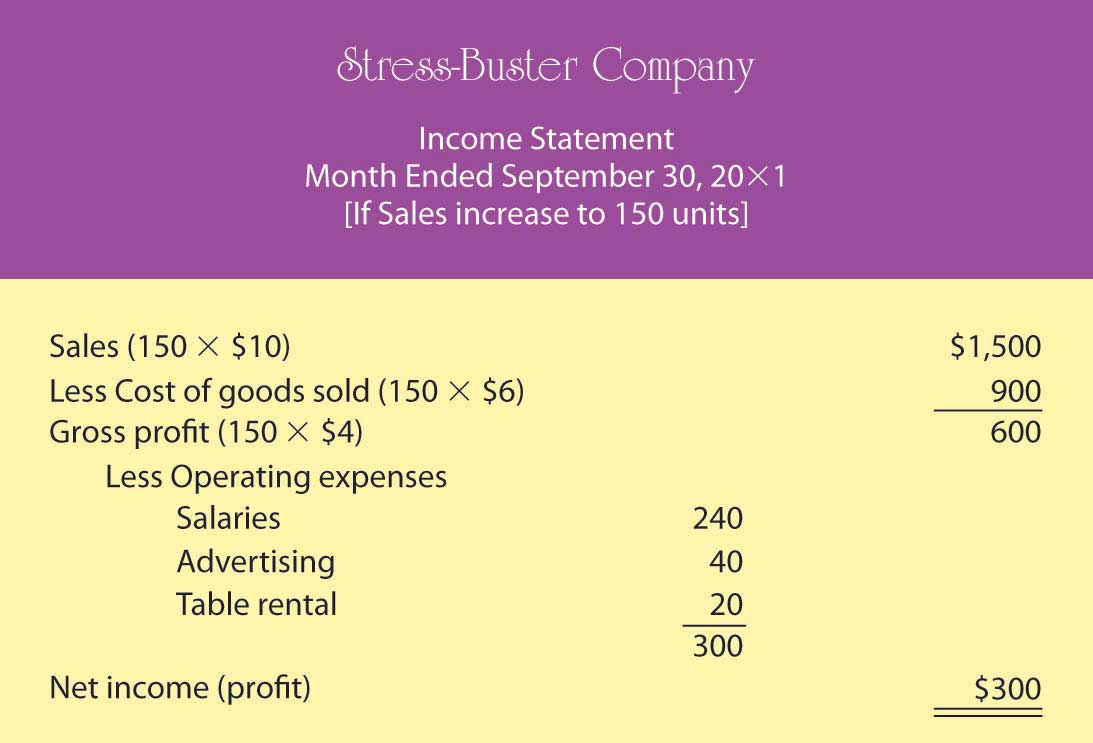 Stress-Buster Company
Income Statement
Month Ended September 30, 20×1
[If Sales increase to 150 units]
Sales (150 × $10) $1,500
Less Cost of goods sold (150 × $6) 900
Gross profit (150 × $4) 600
Less Operating expenses
Salaries 240
Advertising 40
Table rental 20
300
Net income (profit) $300